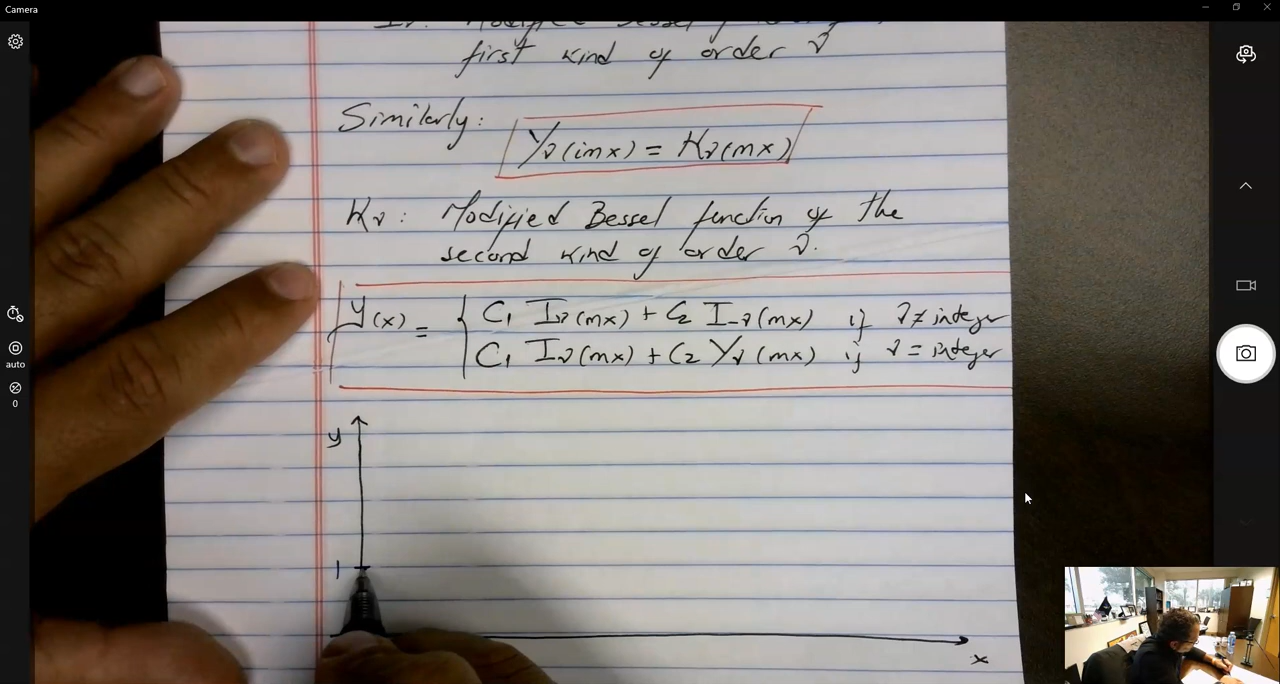 Camera
Modified Bessel
first kind of order ν
Similarly: Yν(imx) = Kν(mx)
Kν: Modified Bessel function of the
second kind of order ν.
y(x) = { C₁ Iν(mx) + C₂ I₋ν(mx) if ν ≠ integer
C₁ Iν(mx) + C₂ Yν(mx) if ν = integer
y
1
x
auto
0